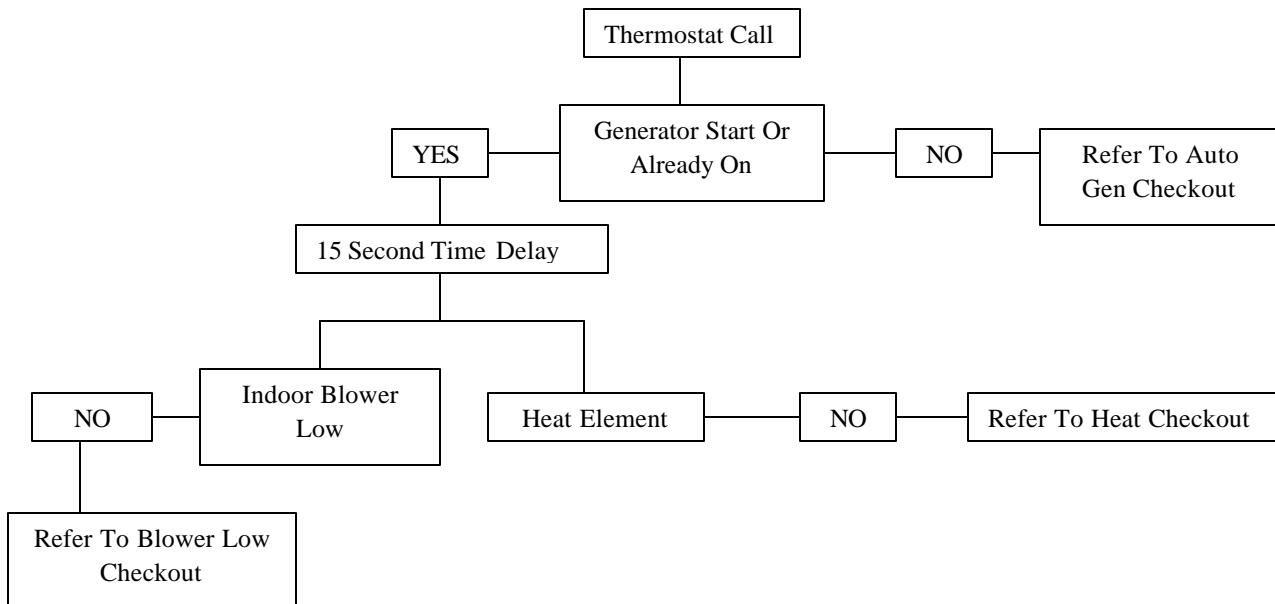 Thermostat Call
Generator Start Or
Already On
YES
NO
Refer To Auto
Gen Checkout
15 Second Time Delay
Indoor Blower
Low
NO
Heat Element
NO
Refer To Heat Checkout
Refer To Blower Low
Checkout